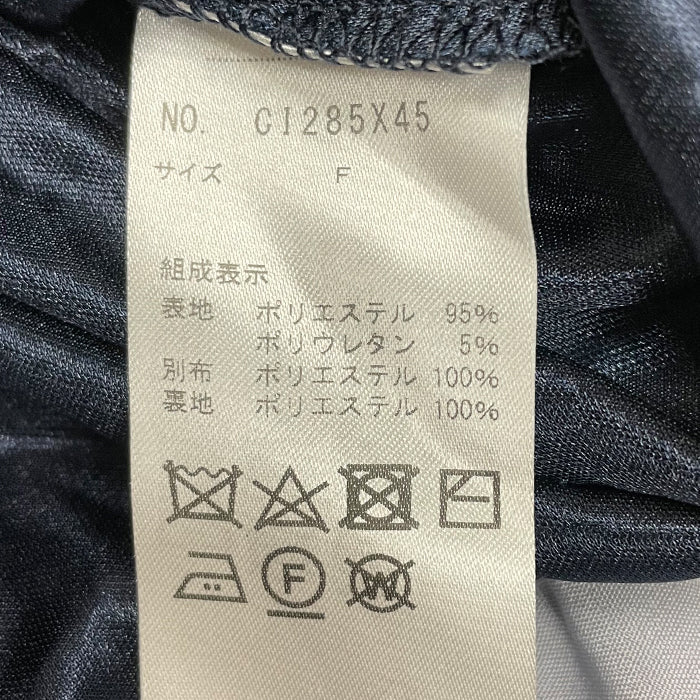 NO. CI285X45
サイズ F
組成表示
表地 ポリエステル 95%
ポリウレタン 5%
別布 ポリエステル 100%
裏地 ポリエステル 100%
F
W